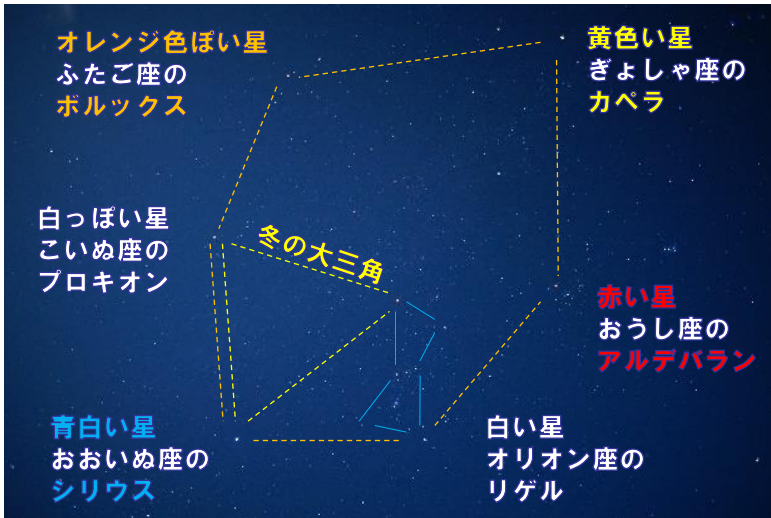 オレンジ色ぽい星
ふたご座の
ポルックス
黄色い星
ぎょしゃ座の
カペラ
白っぽい星
こいぬ座の
プロキオン
冬の大三角
赤い星
おうし座の
アルデバラン
青白い星
おおいぬ座の
シリウス
白い星
オリオン座の
リゲル